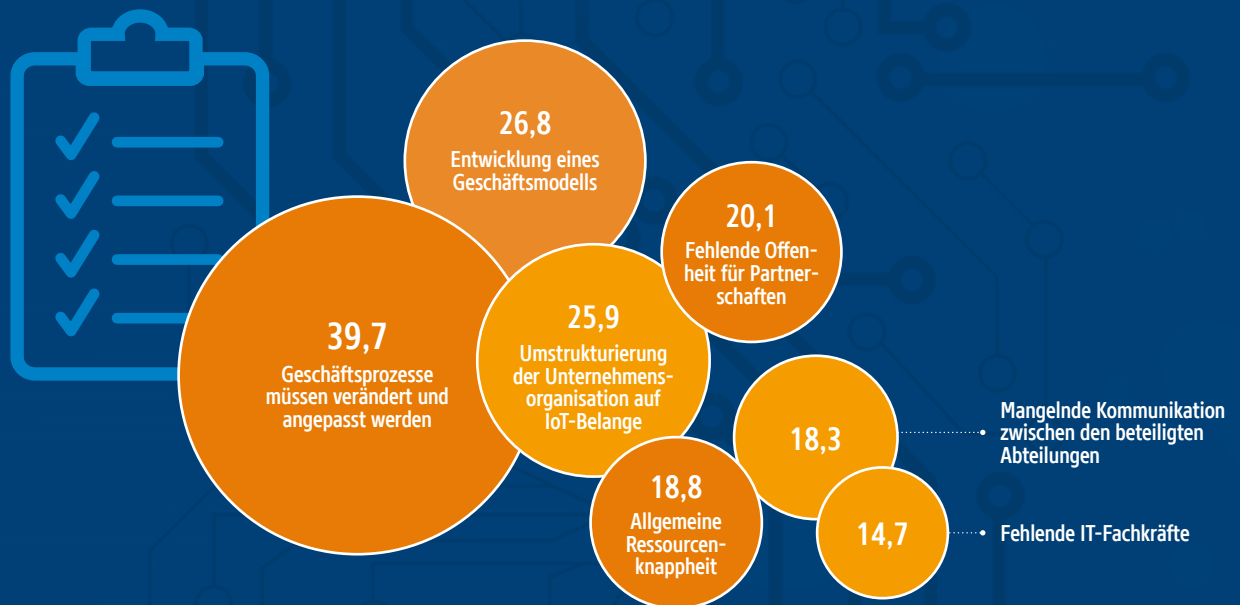 26,8
Entwicklung eines
Geschäftsmodells
20,1
Fehlende Offen-
heit für Partner-
schaften
39,7
Geschäftsprozesse
müssen verändert und
angepasst werden
25,9
Umstrukturierung
der Unternehmens-
organisation auf
IoT-Belange
18,3
Mangelnde Kommunikation
zwischen den beteiligten
Abteilungen
18,8
Allgemeine
Ressourcen-
knappheit
14,7
Fehlende IT-Fachkräfte